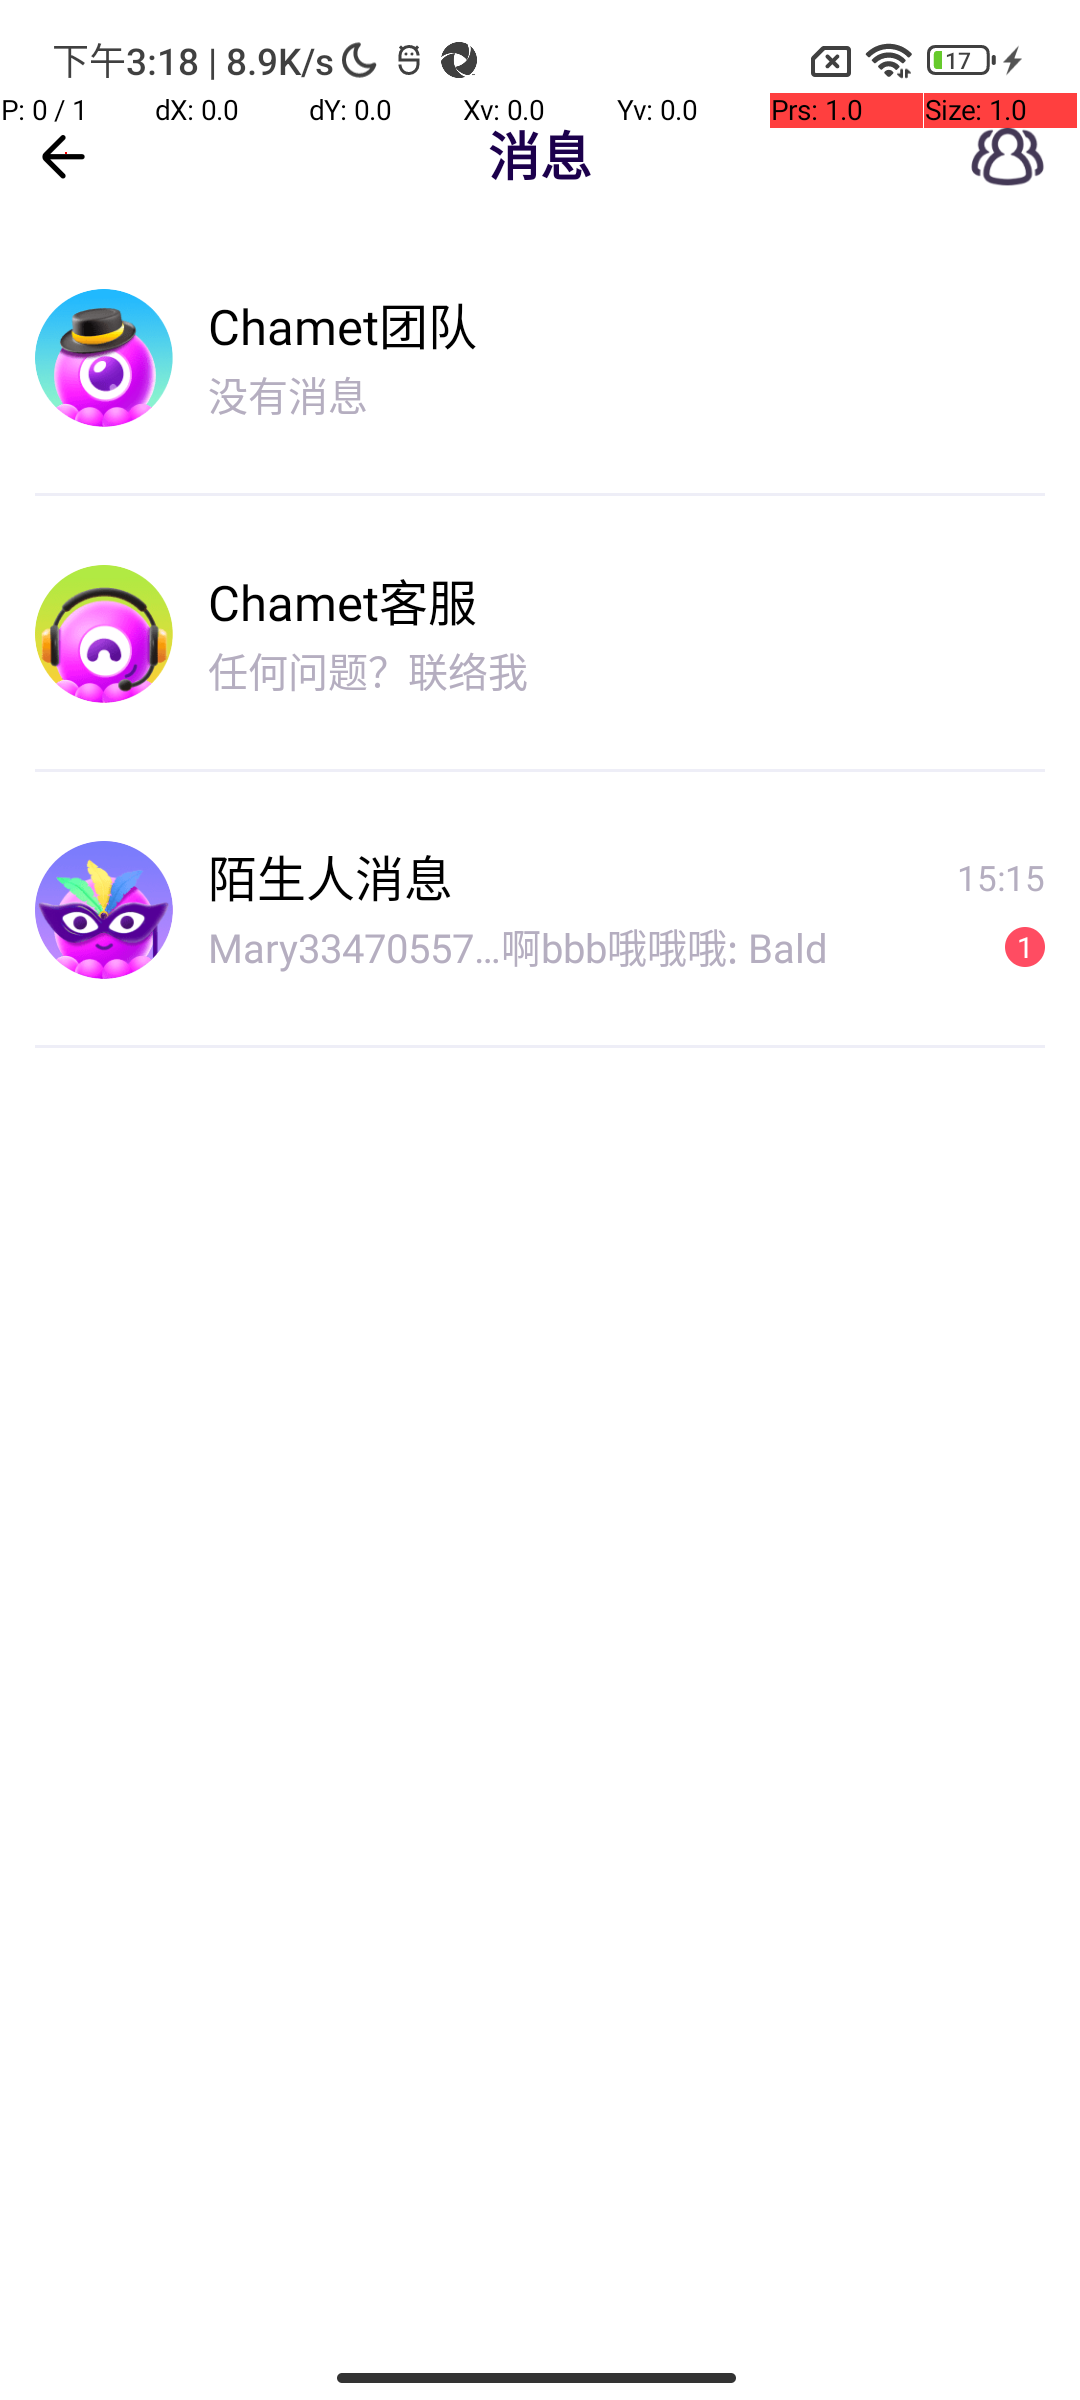 下午3:18 | 8.9K/s 17
P: 0 / 1 dX: 0.0 dY: 0.0 Xv: 0.0 Yv: 0.0 Prs: 1.0 Size: 1.0
消息
Chamet团队
没有消息
Chamet客服
任何问题？联络我
陌生人消息 15:15
Mary33470557...啊bbb哦哦哦: Bald 1